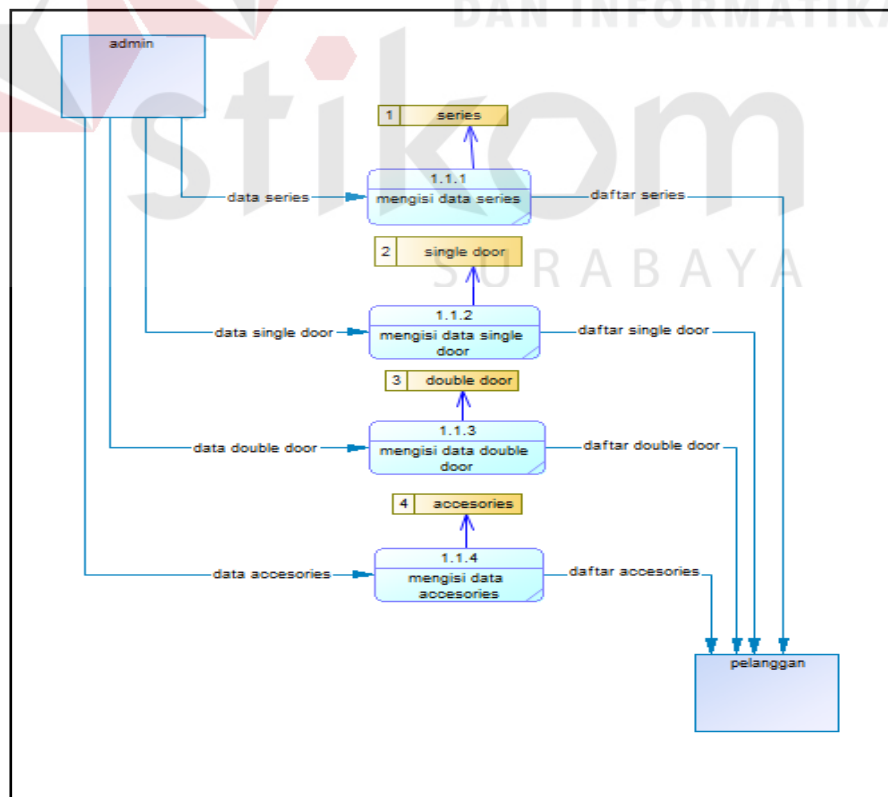 DAN INFORMATIKA
stikom
SURABAYA
admin
1 series
1.1.1
mengisi data series
data series
daftar series
2 single door
1.1.2
mengisi data single
door
data single door
daftar single door
3 double door
1.1.3
mengisi data double
door
data double door
daftar double door
4 accesories
1.1.4
mengisi data
accesories
data accesories
daftar accesories
pelanggan